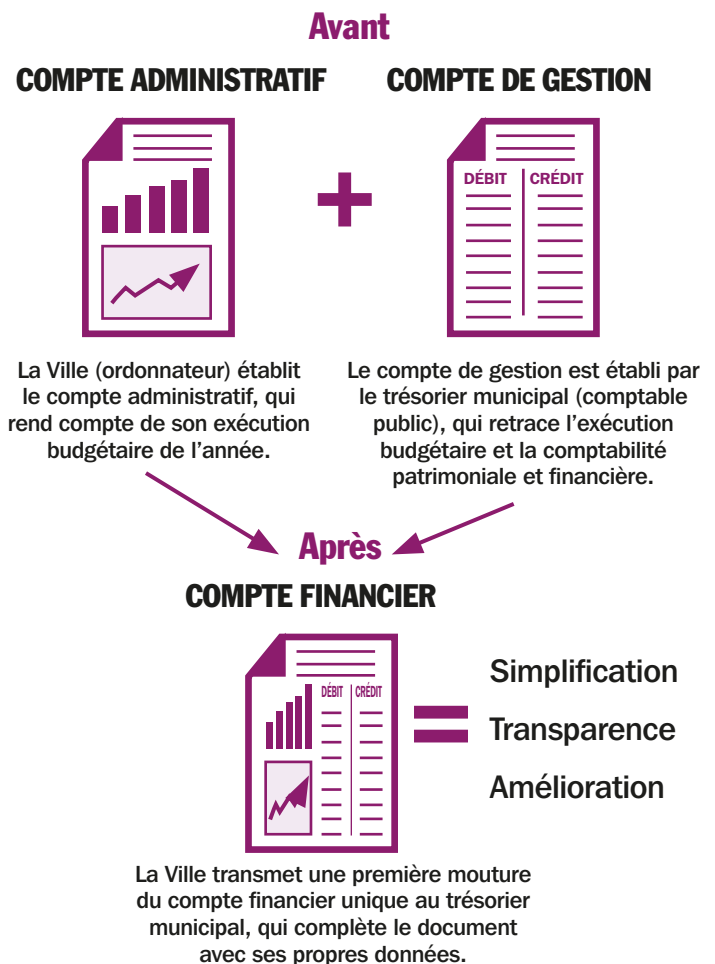 Avant
COMPTE ADMINISTRATIF
COMPTE DE GESTION
DÉBIT
CRÉDIT
La Ville (ordonnateur) établit
le compte administratif, qui
rend compte de son exécution
budgétaire de l’année.
Le compte de gestion est établi par
le trésorier municipal (comptable
public), qui retrace l’exécution
budgétaire et la comptabilité
patrimoniale et financière.
Après
COMPTE FINANCIER
DÉBIT
CRÉDIT
Simplification
Transparence
Amélioration
La Ville transmet une première mouture
du compte financier unique au trésorier
municipal, qui complète le document
avec ses propres données.